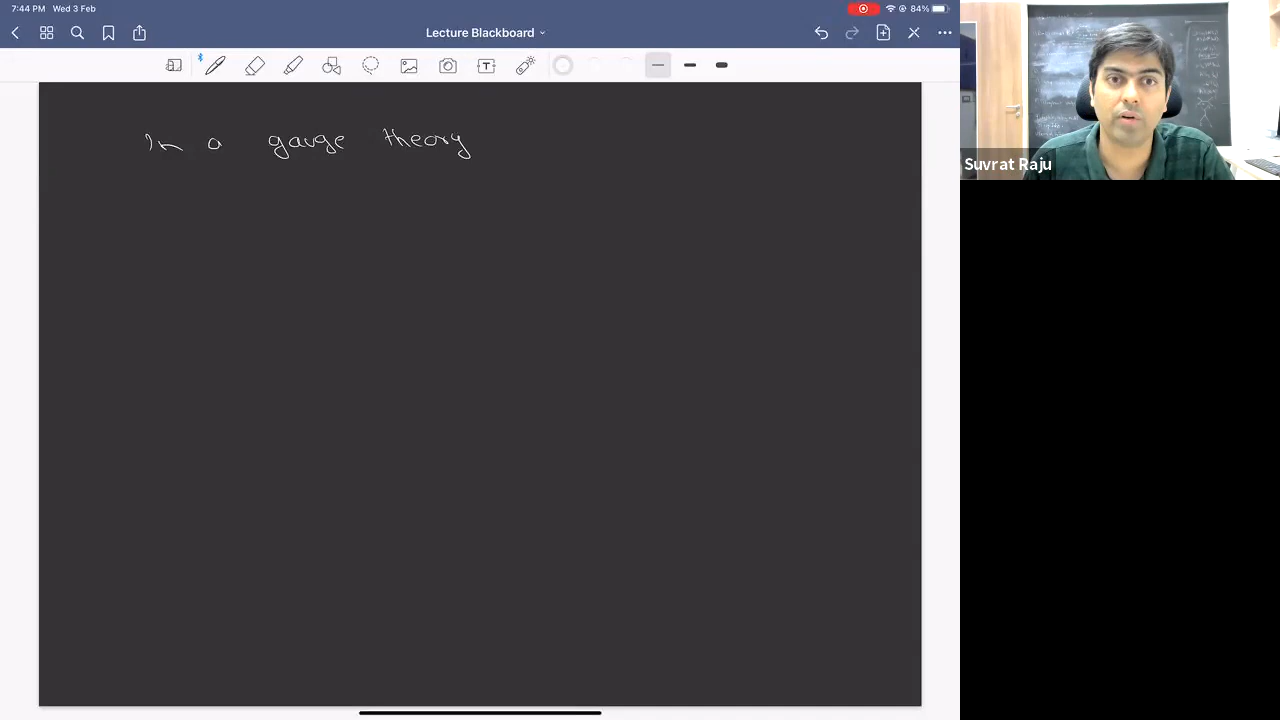 7:44 PM Wed 3 Feb
84%
Lecture Blackboard
T
In a gauge theory
Suvrat Raju